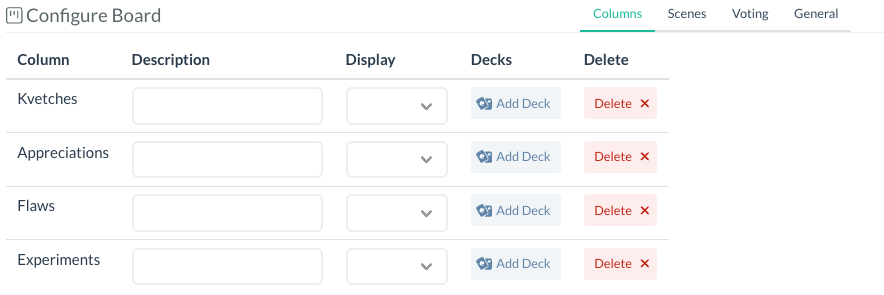 Configure Board
Columns Scenes Voting General
Column Description Display Decks Delete
Kvetches Add Deck Delete ×
Appreciations Add Deck Delete ×
Flaws Add Deck Delete ×
Experiments Add Deck Delete ×